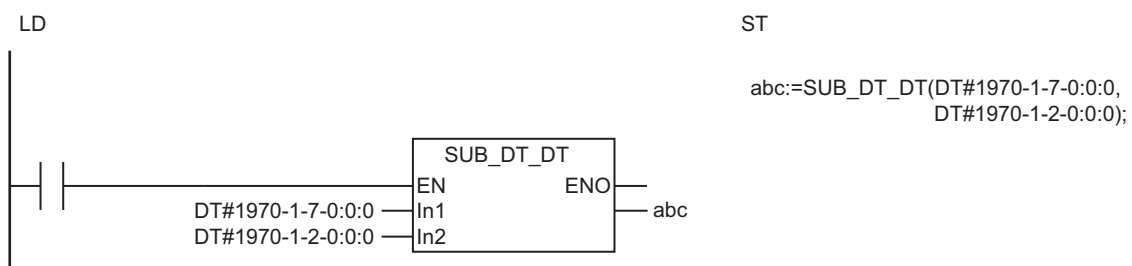 LD
ST
abc:=SUB_DT_DT(DT#1970-1-7-0:0:0,
DT#1970-1-2-0:0:0);
SUB_DT_DT
EN ENO
DT#1970-1-7-0:0:0 In1 abc
DT#1970-1-2-0:0:0 In2